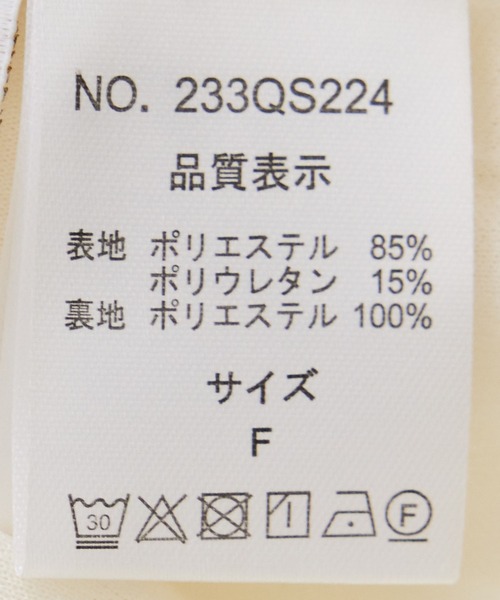 NO. 233QS224
品質表示
表地 ポリエステル 85%
ポリウレタン 15%
裏地 ポリエステル 100%
サイズ
F
30 F